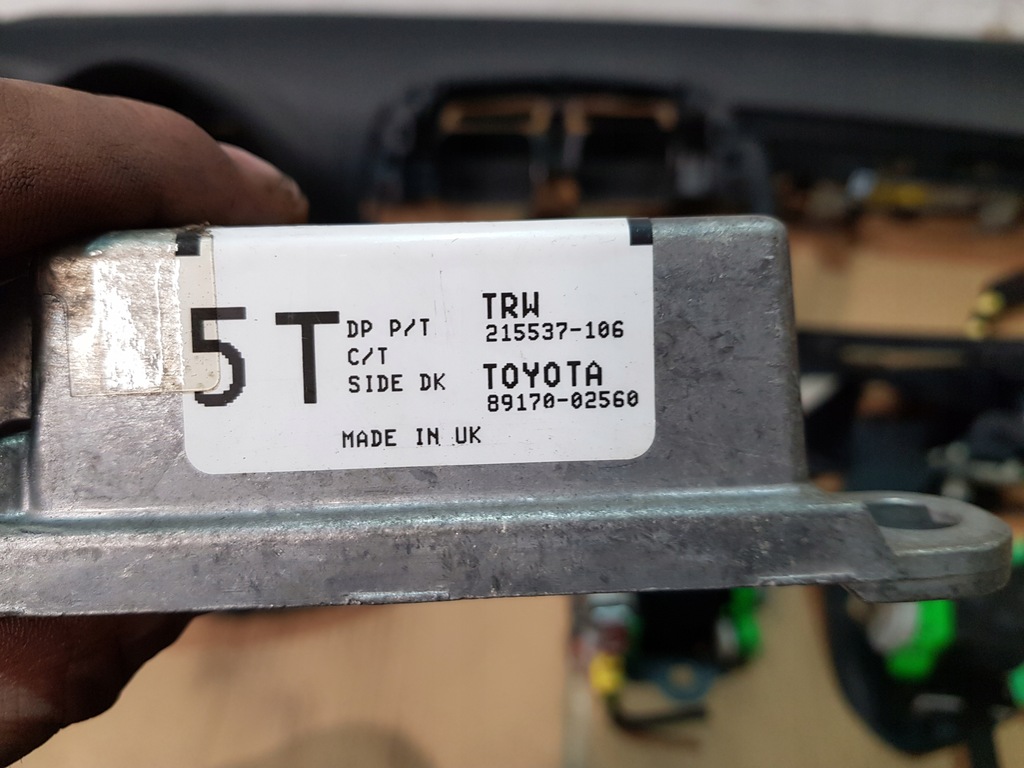 5T
DP P/T
C/T
SIDE DK
TRW
215537-106
TOYOTA
89170-02560
MADE IN UK